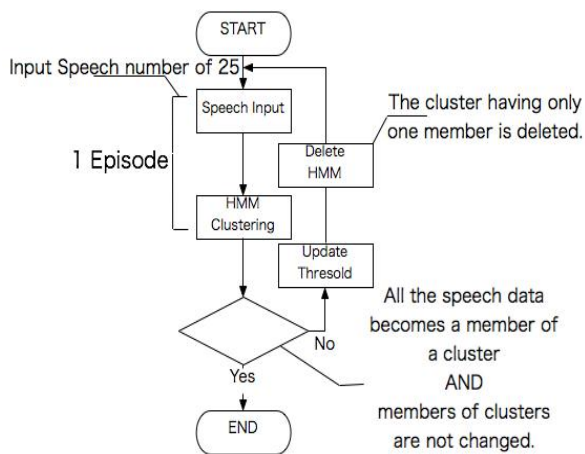 START
Input Speech number of 25
Speech Input
1 Episode
HMM
Clustering
The cluster having only
one member is deleted.
Delete
HMM
Update
Thresold
No
Yes
All the speech data
becomes a member of
a cluster
AND
members of clusters
are not changed.
END